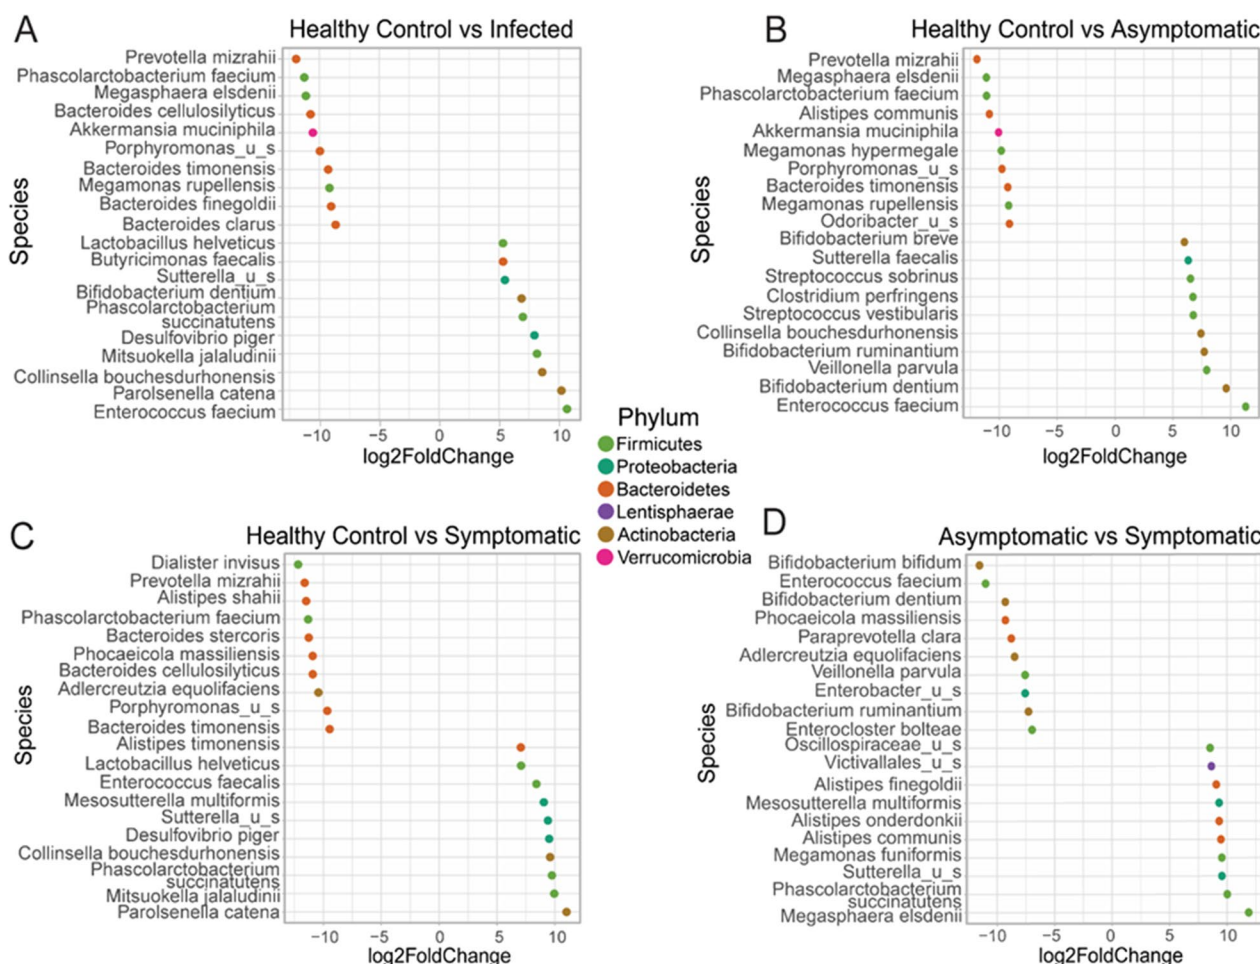 A
Healthy Control vs Infected
Prevotella mizrahii
Phascolarctobacterium faecium
Megasphaera elsdenii
Bacteroides cellulosilyticus
Akkermansia muciniphila
Porphyromonas_u_s
Bacteroides timonensis
Megamonas rupellensis
Bacteroides finegoldii
Bacteroides clarus
Lactobacillus helveticus
Butyricimonas faecalis
Sutterella_u_s
Bifidobacterium dentium
Phascolarctobacterium
succinatutens
Desulfovibrio piger
Mitsuokella jalaludinii
Collinsella bouchesdurhonensis
Parolsenella catena
Enterococcus faecium
Species
−10 −5 0 5 10
log2FoldChange
B
Healthy Control vs Asymptomatic
Prevotella mizrahii
Megasphaera elsdenii
Phascolarctobacterium faecium
Alistipes communis
Akkermansia muciniphila
Megamonas hypermegale
Porphyromonas_u_s
Bacteroides timonensis
Megamonas rupellensis
Odoribacter_u_s
Bifidobacterium breve
Sutterella faecalis
Streptococcus sobrinus
Clostridium perfringens
Streptococcus vestibularis
Collinsella bouchesdurhonensis
Bifidobacterium ruminantium
Veillonella parvula
Bifidobacterium dentium
Enterococcus faecium
Species
−10 −5 0 5 10
log2FoldChange
Phylum
Firmicutes
Proteobacteria
Bacteroidetes
Lentisphaerae
Actinobacteria
Verrucomicrobia
C
Healthy Control vs Symptomatic
Dialister invisus
Prevotella mizrahii
Alistipes shahii
Phascolarctobacterium faecium
Bacteroides stercoris
Phocaeicola massiliensis
Bacteroides cellulosilyticus
Adlercreutzia equolifaciens
Porphyromonas_u_s
Bacteroides timonensis
Alistipes timonensis
Lactobacillus helveticus
Enterococcus faecalis
Mesosutterella multiformis
Sutterella_u_s
Desulfovibrio piger
Collinsella bouchesdurhonensis
Phascolarctobacterium
succinatutens
Mitsuokella jalaludinii
Parolsenella catena
Species
−10 −5 0 5 10
log2FoldChange
D
Asymptomatic vs Symptomatic
Bifidobacterium bifidum
Enterococcus faecium
Bifidobacterium dentium
Phocaeicola massiliensis
Paraprevotella clara
Adlercreutzia equolifaciens
Veillonella parvula
Enterobacter_u_s
Bifidobacterium ruminantium
Enterocloster bolteae
Oscillospiraceae_u_s
Victivallales_u_s
Alistipes finegoldii
Mesosutterella multiformis
Alistipes onderdonkii
Alistipes communis
Megamonas funiformis
Sutterella_u_s
Phascolarctobacterium
succinatutens
Megasphaera elsdenii
Species
−10 −5 0 5 10
log2FoldChange